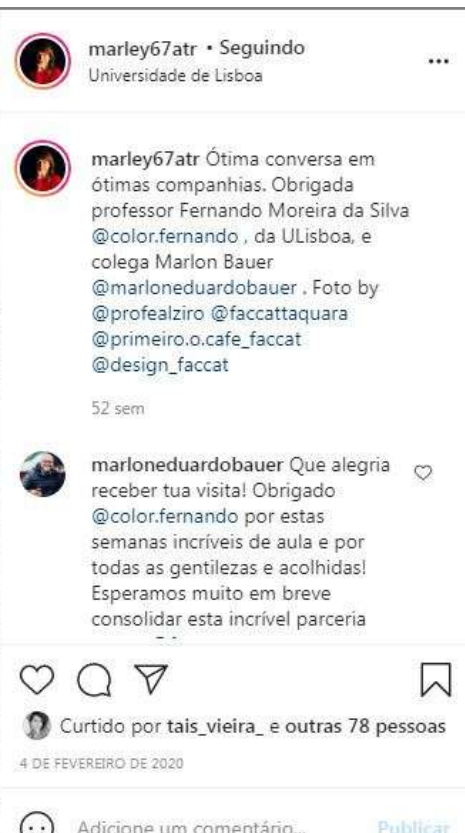 marley67atr • Seguindo
Universidade de Lisboa
marley67atr Ótima conversa em
ótimas companhias. Obrigada
professor Fernando Moreira da Silva
@color.fernando , da ULisboa, e
colega Marlon Bauer
@marloneduardobauer . Foto by
@profealziro @faccattaquara
@primeiro.o.cafe_faccat
@design_faccat
52 sem
marloneduardobauer Que alegria
receber tua visita! Obrigado
@color.fernando por estas
semanas incríveis de aula e por
todas as gentilezas e acolhidas!
Esperamos muito em breve
consolidar esta incrível parceria
Curtido por tais_vieira_ e outras 78 pessoas
4 DE FEVEREIRO DE 2020
Adicione um comentário...
Publicar